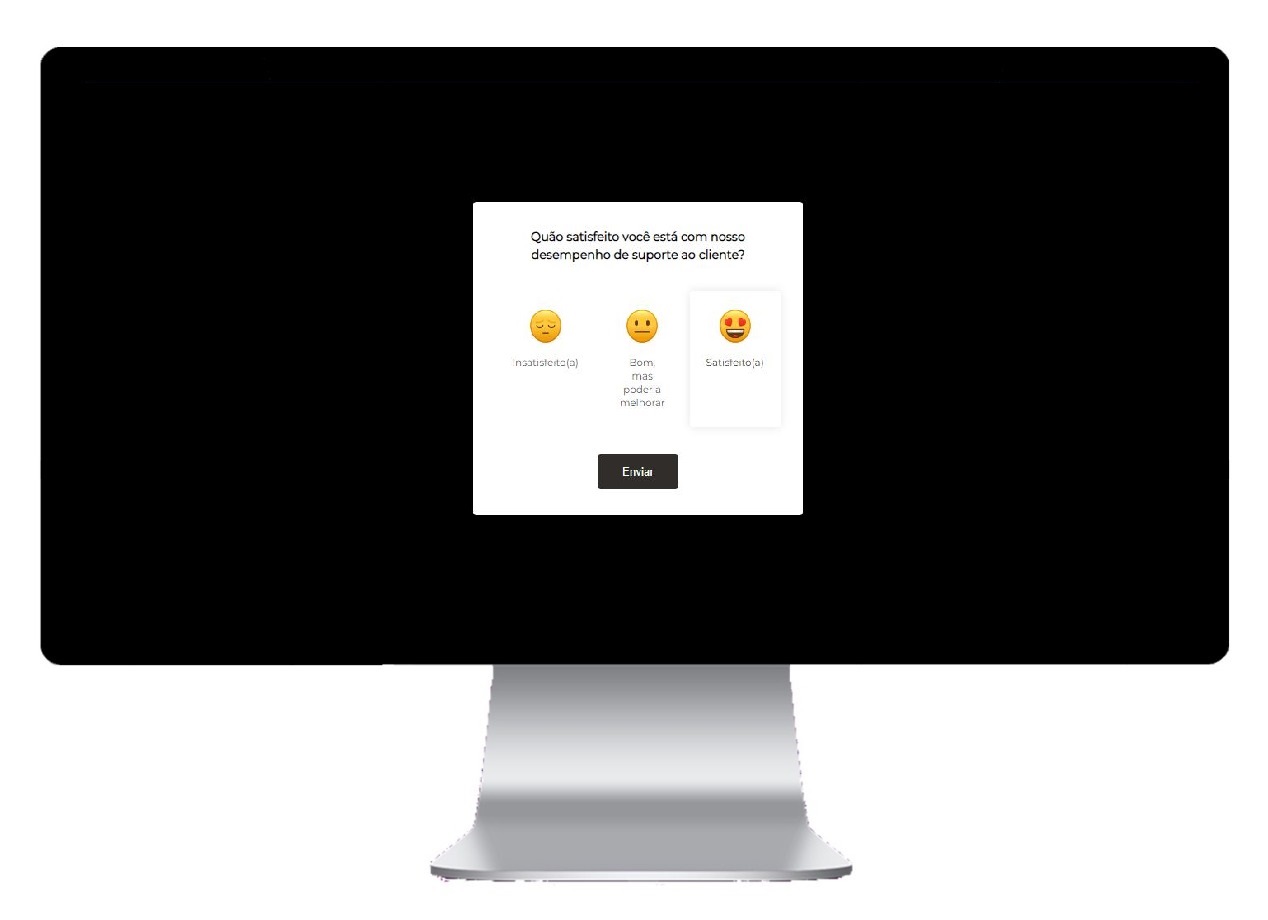 Quão satisfeito você está com nosso
desempenho de suporte ao cliente?
Insatisfeito(a)
Bom,
mas
poderia
melhorar
Satisfeito(a)
Enviar